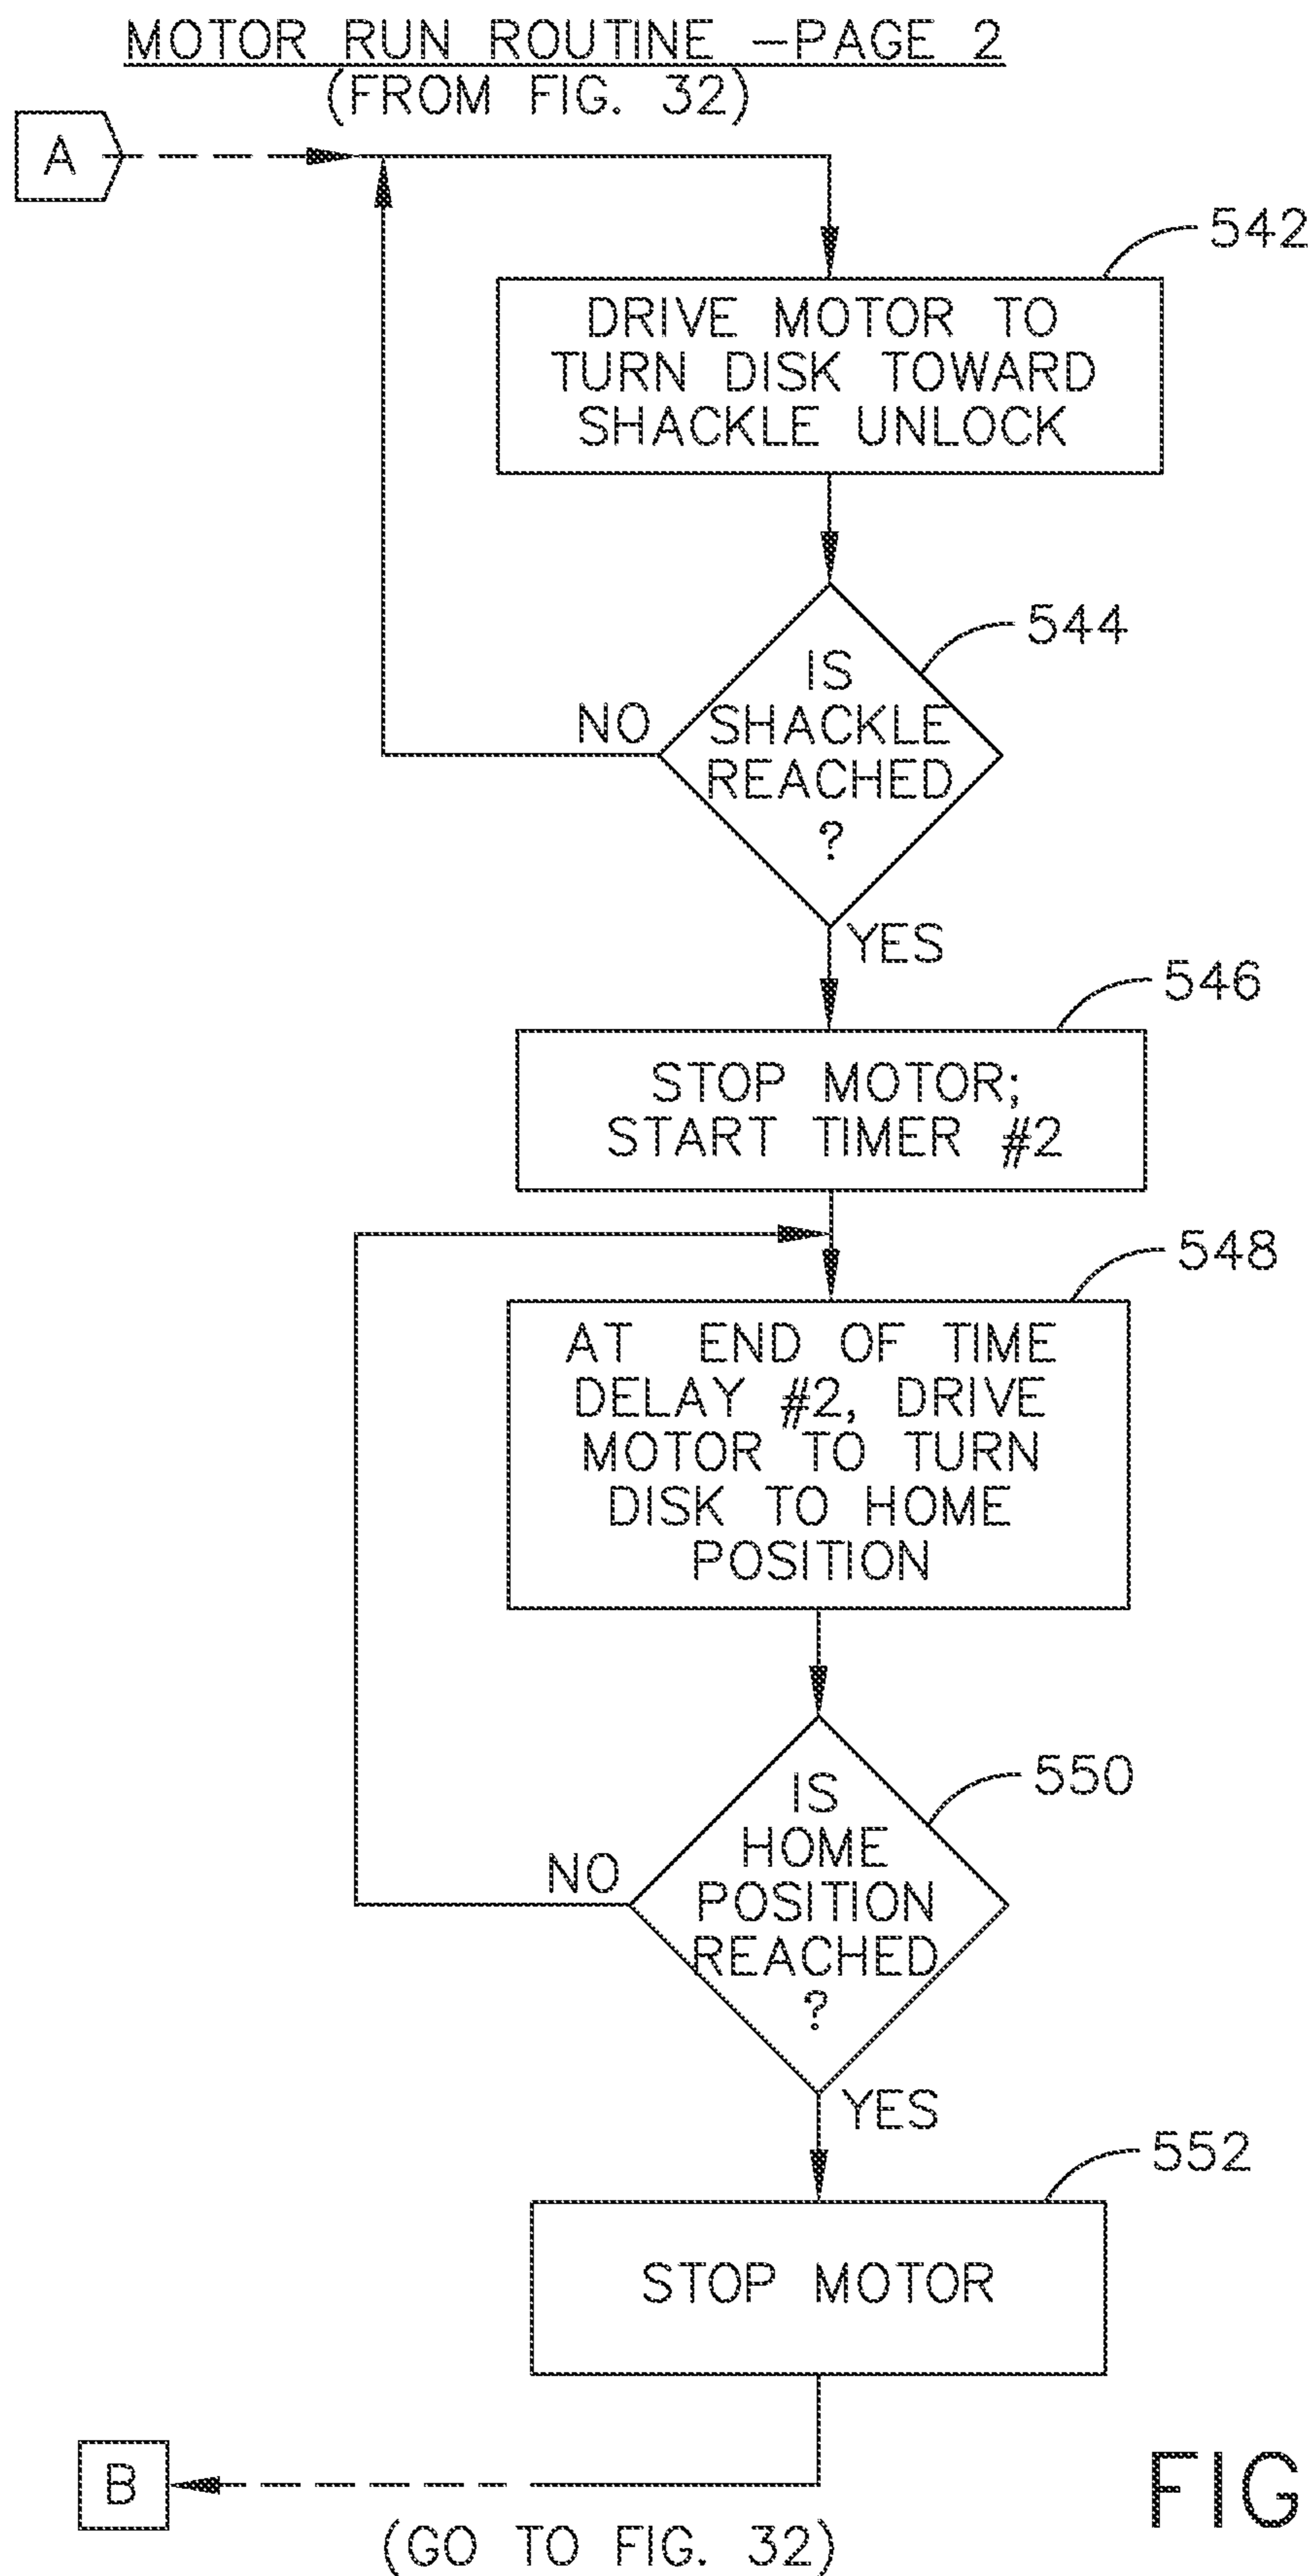 MOTOR RUN ROUTINE -PAGE 2
(FROM FIG. 32)
A
542
DRIVE MOTOR TO
TURN DISK TOWARD
SHACKLE UNLOCK
544
IS
SHACKLE
REACHED
?
NO
YES
546
STOP MOTOR;
START TIMER #2
548
AT END OF TIME
DELAY #2, DRIVE
MOTOR TO TURN
DISK TO HOME
POSITION
550
IS
HOME
POSITION
REACHED
?
NO
YES
552
STOP MOTOR
B
FIG
(GO TO FIG. 32)